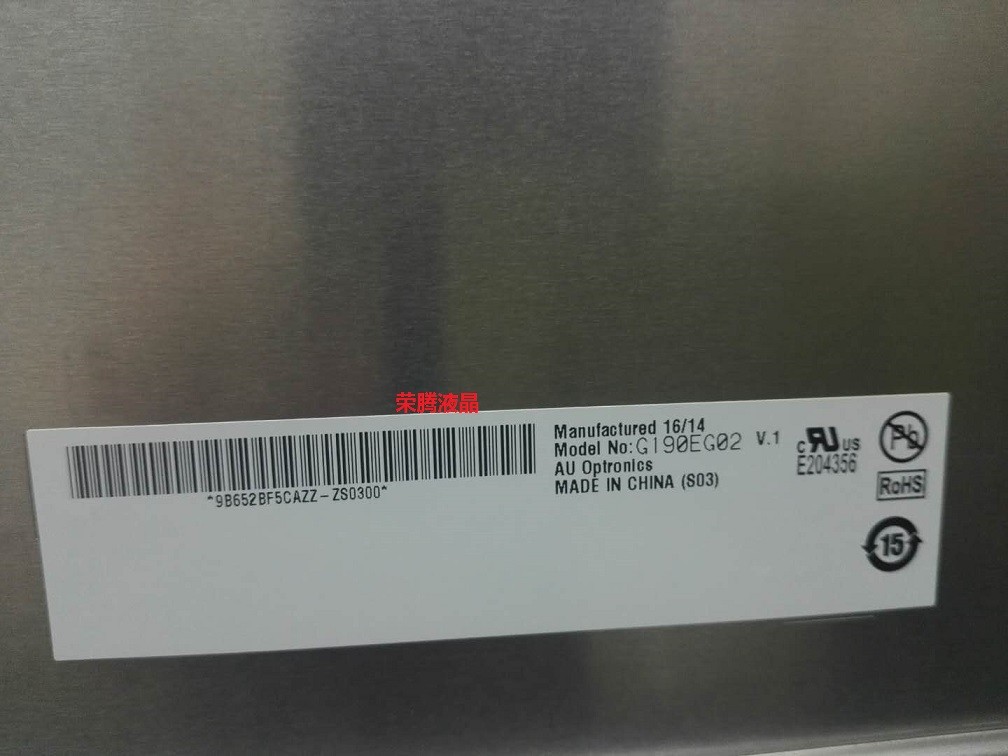 荣腾液晶
*9B652BF5CAZZ-ZS0300*
Manufactured 16/14
Model No:G190EG02 V.1
AU Optronics
MADE IN CHINA (S03)
c RU US
E204356
Pb
RoHS
15